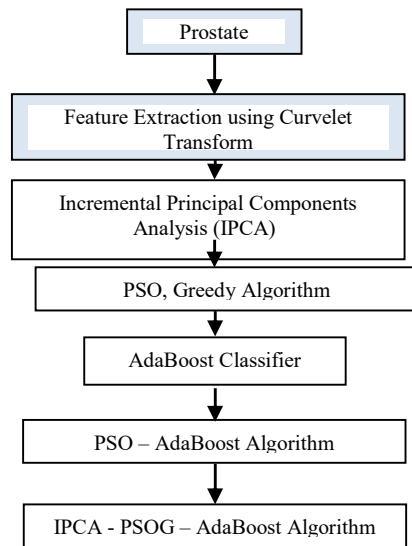 Prostate
Feature Extraction using Curvelet
Transform
Incremental Principal Components
Analysis (IPCA)
PSO, Greedy Algorithm
AdaBoost Classifier
PSO – AdaBoost Algorithm
IPCA - PSOG – AdaBoost Algorithm